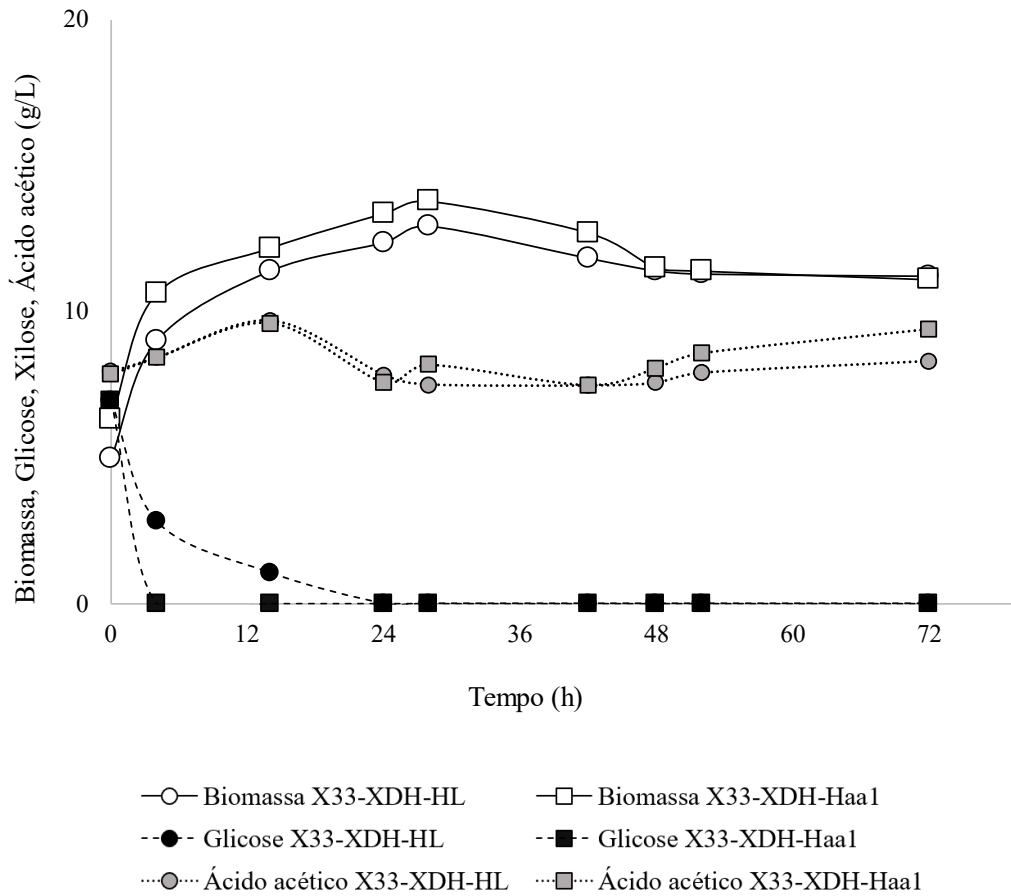 20
10
0
Biomassa, Glicose, Xilose, Ácido acético (g/L)
0 12 24 36 48 60 72
Tempo (h)
Biomassa X33-XDH-HL Biomassa X33-XDH-Haa1
Glicose X33-XDH-HL Glicose X33-XDH-Haa1
Ácido acético X33-XDH-HL Ácido acético X33-XDH-Haa1